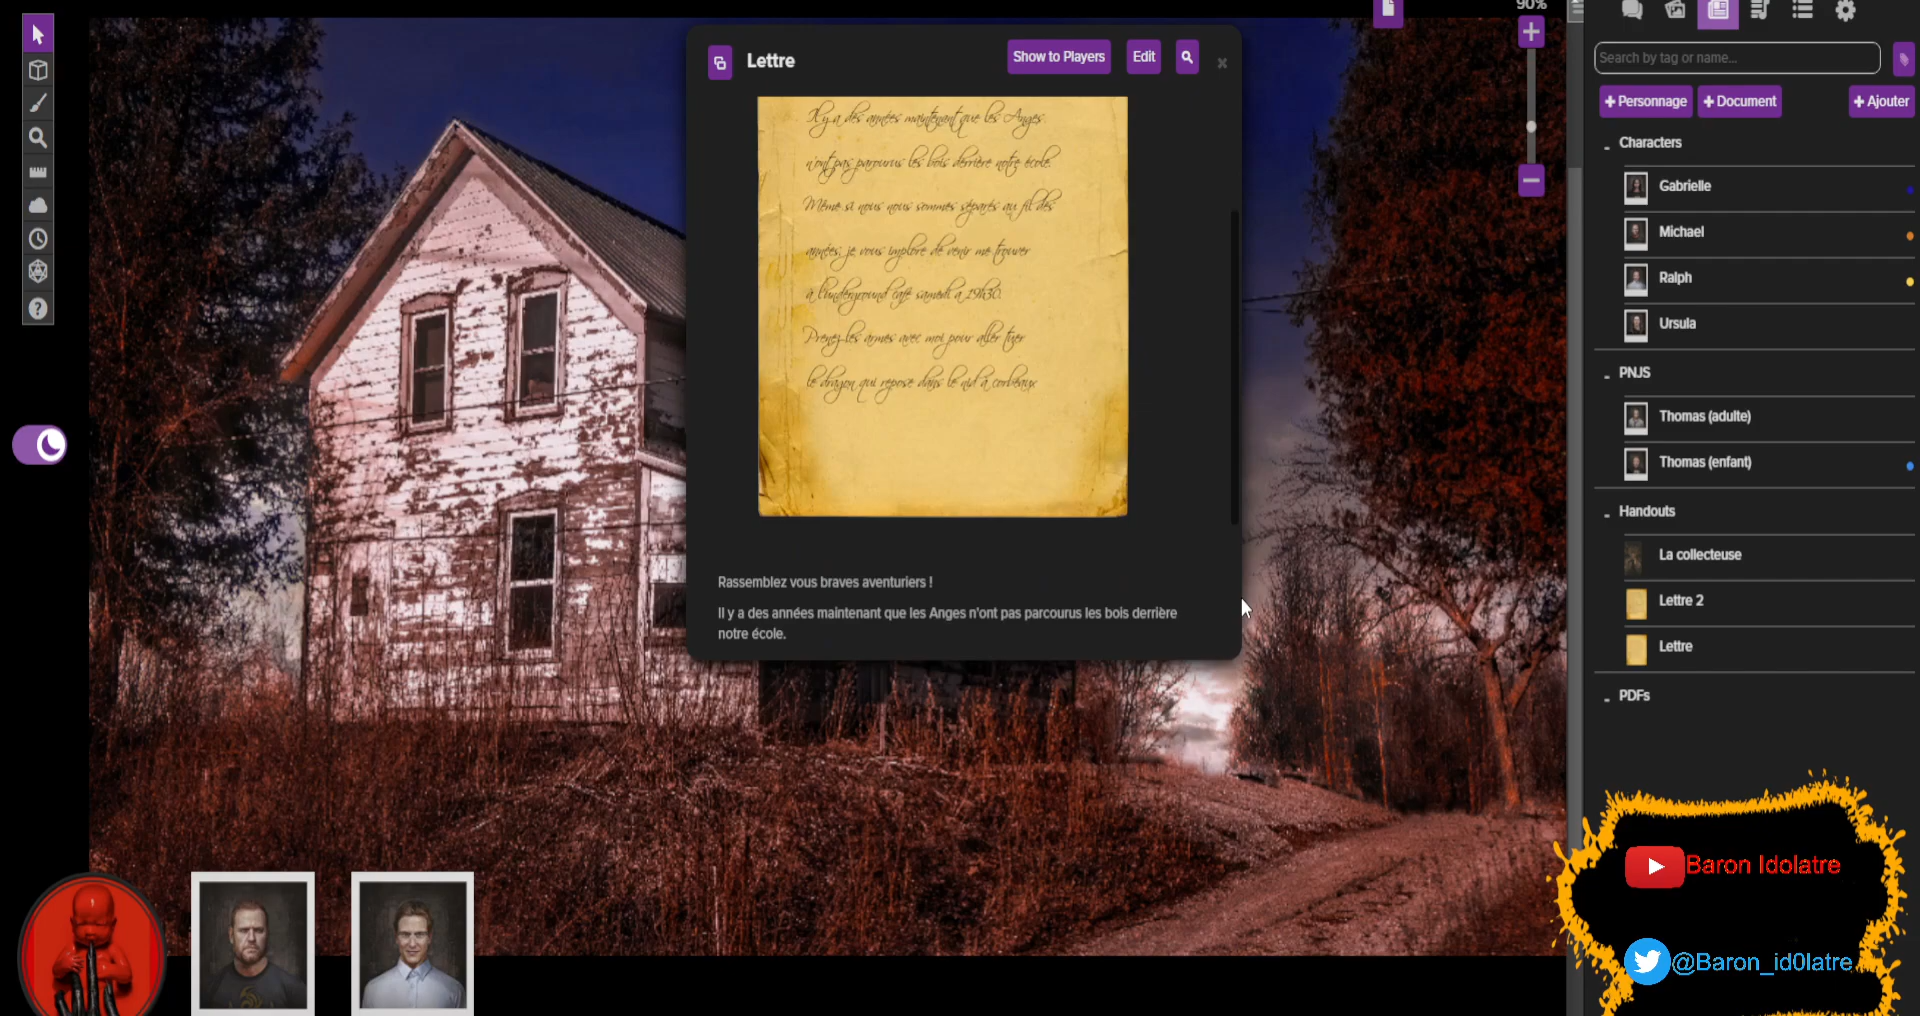 90%
Lettre
Show to Players
Edit
Il y a des années maintenant que les Anges
n'ont pas parourus les bois derrière notre école.
Même si nous nous sommes séparés au fil des
années, je vous implore de venir me trouver
à l'underground café samedi a 19h30.
Prenez les armes avec moi pour aller tuer
le dragon qui repose dans le nid à corbeaux
Rassemblez vous braves aventuriers !
Il y a des années maintenant que les Anges n'ont pas parcourus les bois derrière
notre école.
Search by tag or name...
+ Personnage
+ Document
+ Ajouter
Characters
Gabrielle
Michael
Ralph
Ursula
PNJS
Thomas (adulte)
Thomas (enfant)
Handouts
La collecteuse
Lettre 2
Lettre
PDFs
Baron Idolatre
@Baron_id0latre